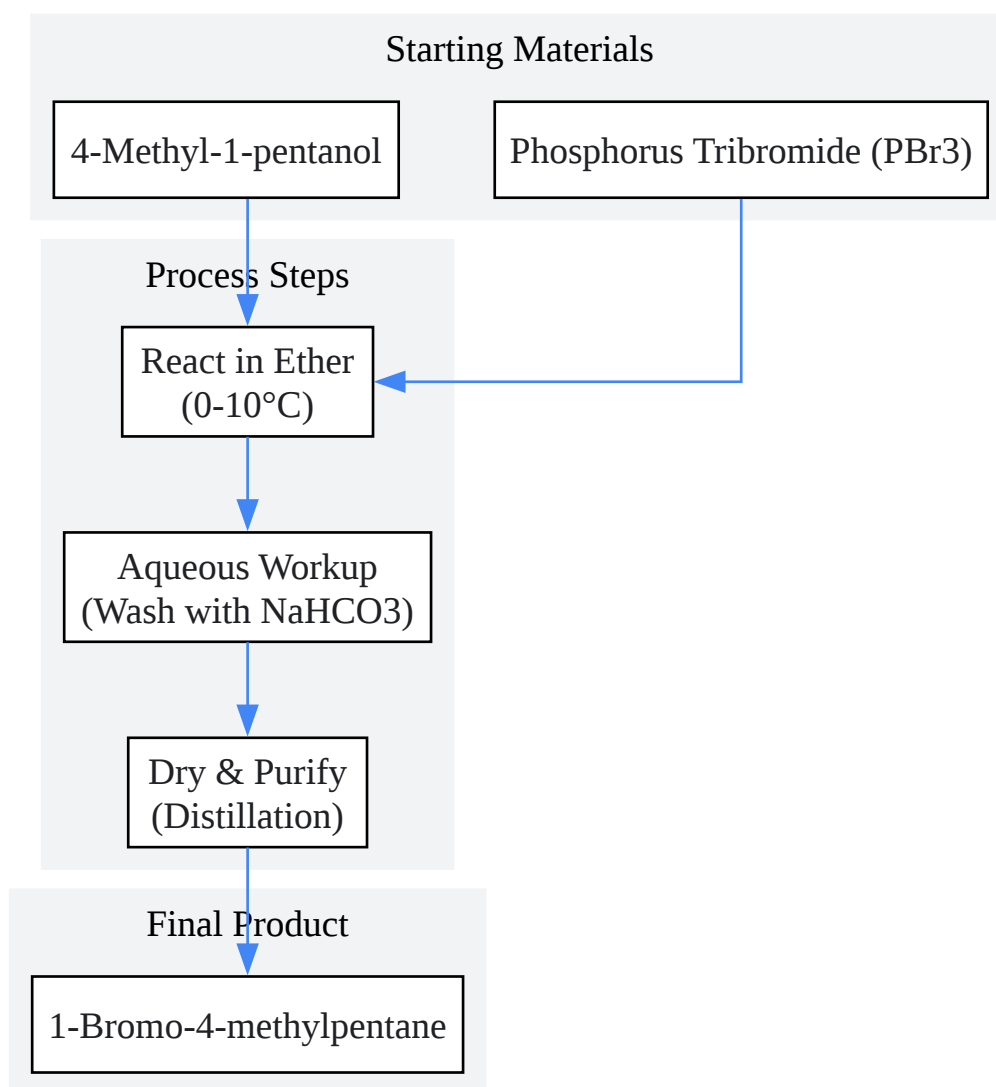 Starting Materials
4-Methyl-1-pentanol
Phosphorus Tribromide (PBr3)
Process Steps
React in Ether
(0-10°C)
Aqueous Workup
(Wash with NaHCO3)
Dry & Purify
(Distillation)
Final Product
1-Bromo-4-methylpentane